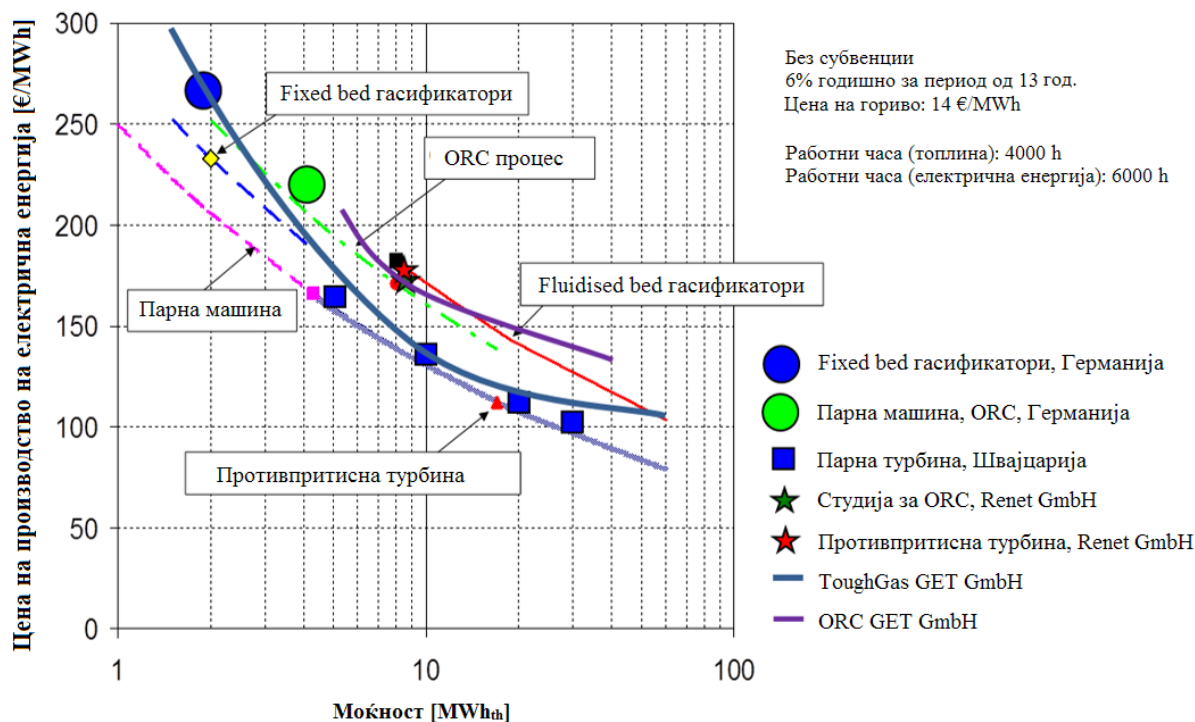 Цена на производство на електрична енергија [€/MWh]
300
250
200
150
100
50
0
1
10
100
Моќност [MWhth]
Fixed bed гасификатори
ORC процес
Парна машина
Fluidised bed гасификатори
Противпритисна турбина
Без субвенции
6% годишно за период од 13 год.
Цена на гориво: 14 €/MWh
Работни часа (топлина): 4000 h
Работни часа (електрична енергија): 6000 h
Fixed bed гасификатори, Германија
Парна машина, ORC, Германија
Парна турбина, Швајцарија
Студија за ORC, Renet GmbH
Противпритисна турбина, Renet GmbH
ToughGas GET GmbH
ORC GET GmbH